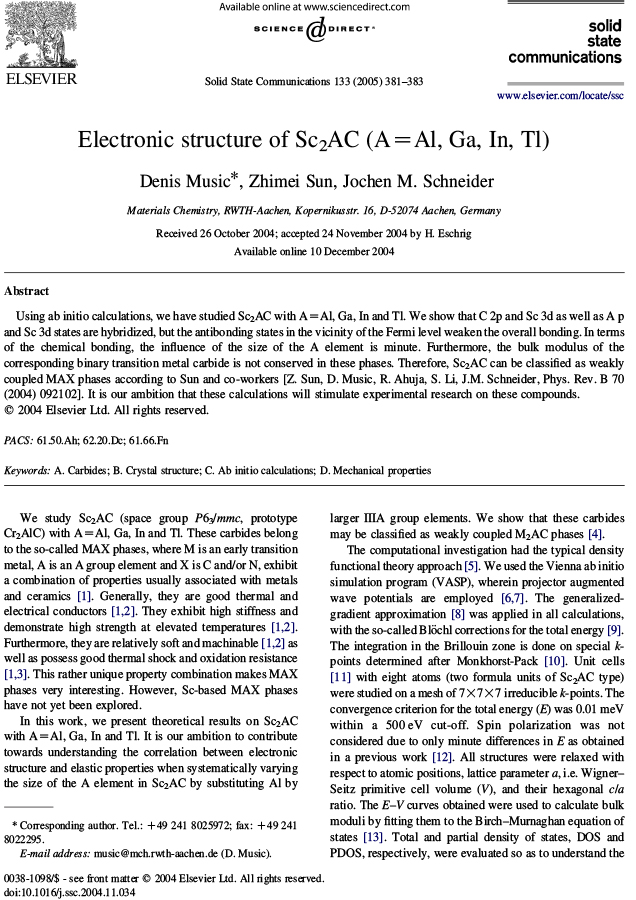 Available online at www.sciencedirect.com
SCIENCE DIRECT®
ELSEVIER
solid
state
communications
Solid State Communications 133 (2005) 381–383
www.elsevier.com/locate/ssc
Electronic structure of Sc₂AC (A=Al, Ga, In, Tl)
Denis Music*, Zhimei Sun, Jochen M. Schneider
Materials Chemistry, RWTH-Aachen, Kopernikusstr. 16, D-52074 Aachen, Germany
Received 26 October 2004; accepted 24 November 2004 by H. Eschrig
Available online 10 December 2004
Abstract
Using ab initio calculations, we have studied Sc₂AC with A=Al, Ga, In and Tl. We show that C 2p and Sc 3d as well as A p
and Sc 3d states are hybridized, but the antibonding states in the vicinity of the Fermi level weaken the overall bonding. In terms
of the chemical bonding, the influence of the size of the A element is minute. Furthermore, the bulk modulus of the
corresponding binary transition metal carbide is not conserved in these phases. Therefore, Sc₂AC can be classified as weakly
coupled MAX phases according to Sun and co-workers [Z. Sun, D. Music, R. Ahuja, S. Li, J.M. Schneider, Phys. Rev. B 70
(2004) 092102]. It is our ambition that these calculations will stimulate experimental research on these compounds.
© 2004 Elsevier Ltd. All rights reserved.
PACS: 61.50.Ah; 62.20.Dc; 61.66.Fn
Keywords: A. Carbides; B. Crystal structure; C. Ab initio calculations; D. Mechanical properties
We study Sc₂AC (space group P6₃/mmc, prototype
Cr₂AlC) with A=Al, Ga, In and Tl. These carbides belong
to the so-called MAX phases, where M is an early transition
metal, A is an A group element and X is C and/or N, exhibit
a combination of properties usually associated with metals
and ceramics [1]. Generally, they are good thermal and
electrical conductors [1,2]. They exhibit high stiffness and
demonstrate high strength at elevated temperatures [1,2].
Furthermore, they are relatively soft and machinable [1,2] as
well as possess good thermal shock and oxidation resistance
[1,3]. This rather unique property combination makes MAX
phases very interesting. However, Sc-based MAX phases
have not yet been explored.
In this work, we present theoretical results on Sc₂AC
with A=Al, Ga, In and Tl. It is our ambition to contribute
towards understanding the correlation between electronic
structure and elastic properties when systematically varying
the size of the A element in Sc₂AC by substituting Al by
* Corresponding author. Tel.: +49 241 8025972; fax: +49 241
8022295.
E-mail address: music@mch.rwth-aachen.de (D. Music).
larger IIIA group elements. We show that these carbides
may be classified as weakly coupled M₂AC phases [4].
The computational investigation had the typical density
functional theory approach [5]. We used the Vienna ab initio
simulation program (VASP), wherein projector augmented
wave potentials are employed [6,7]. The generalized-
gradient approximation [8] was applied in all calculations,
with the so-called Blöchl corrections for the total energy [9].
The integration in the Brillouin zone is done on special k-
points determined after Monkhorst-Pack [10]. Unit cells
[11] with eight atoms (two formula units of Sc₂AC type)
were studied on a mesh of 7×7×7 irreducible k-points. The
convergence criterion for the total energy (E) was 0.01 meV
within a 500 eV cut-off. Spin polarization was not
considered due to only minute differences in E as obtained
in a previous work [12]. All structures were relaxed with
respect to atomic positions, lattice parameter a, i.e. Wigner–
Seitz primitive cell volume (V), and their hexagonal c/a
ratio. The E–V curves obtained were used to calculate bulk
moduli by fitting them to the Birch–Murnaghan equation of
states [13]. Total and partial density of states, DOS and
PDOS, respectively, were evaluated so as to understand the
0038-1098/$ - see front matter © 2004 Elsevier Ltd. All rights reserved.
doi:10.1016/j.ssc.2004.11.034